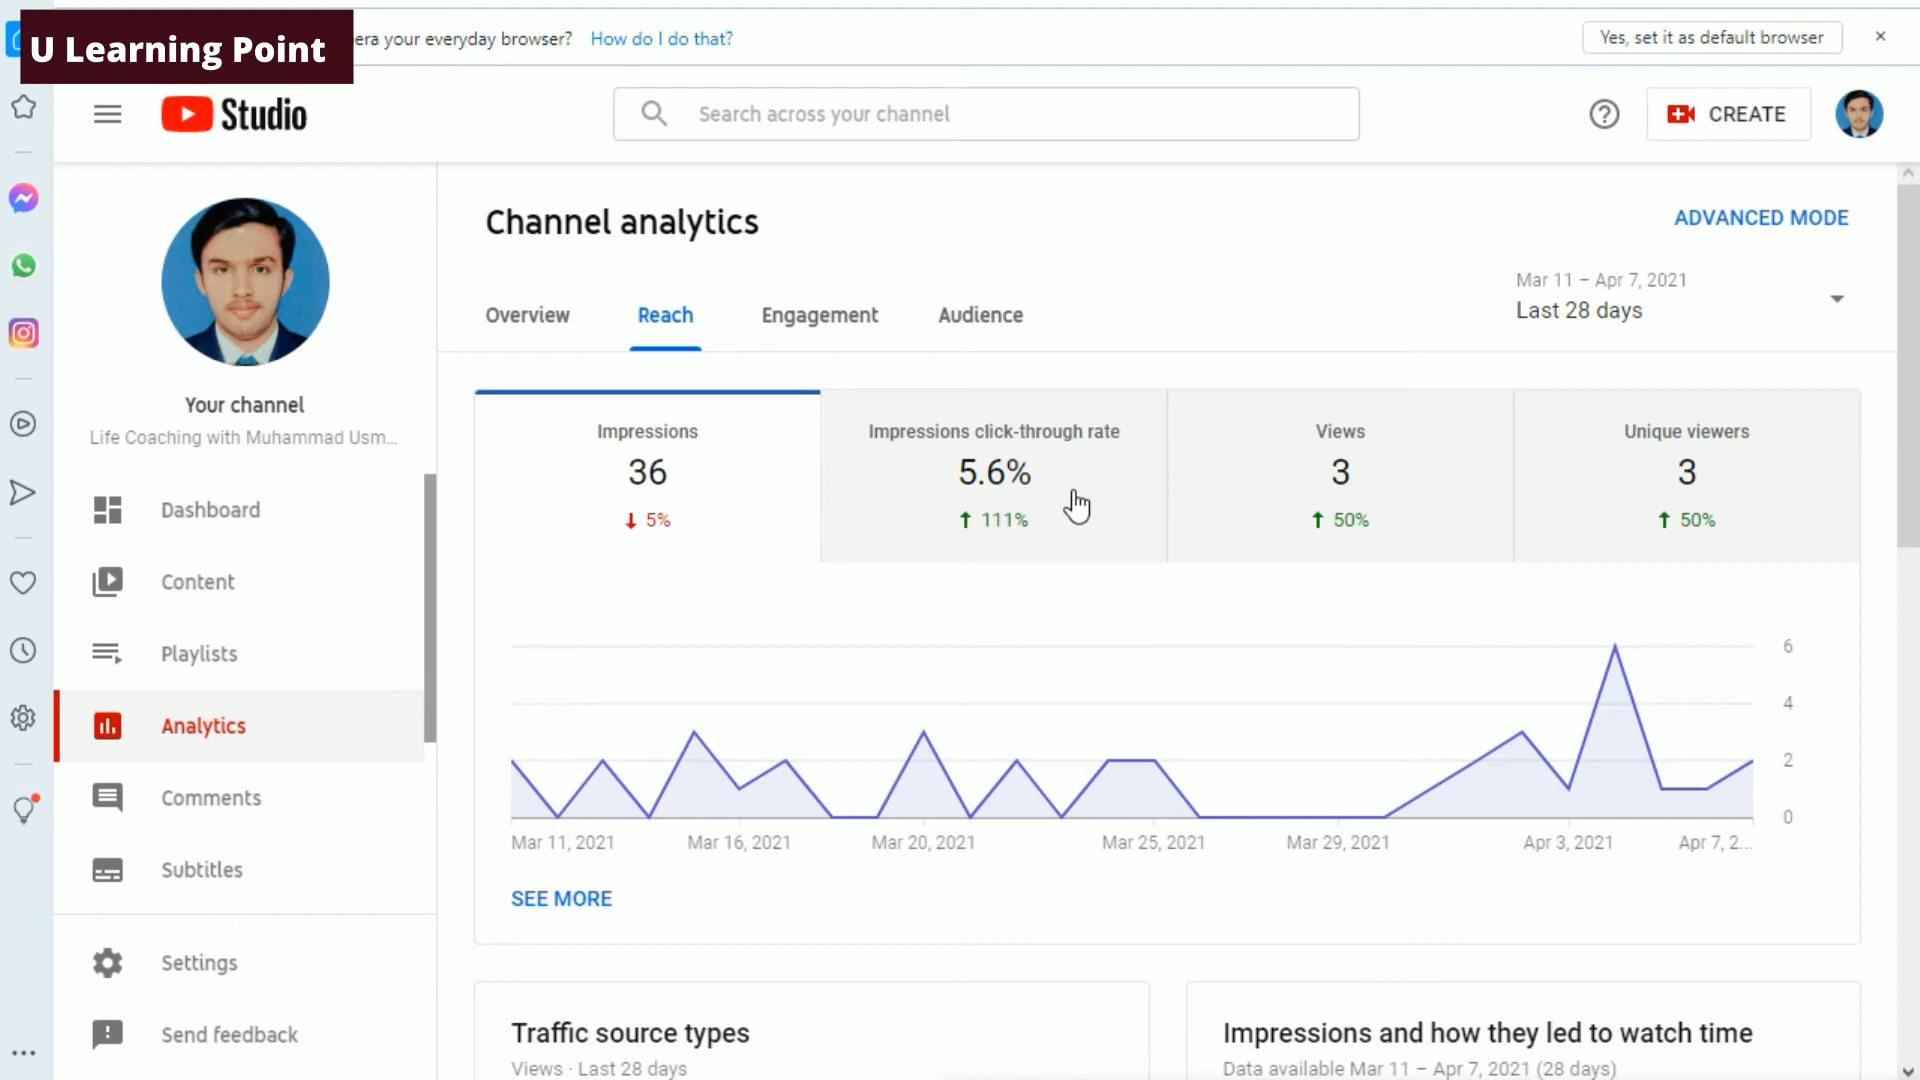 U Learning Point
era your everyday browser? How do I do that?
Yes, set it as default browser
Studio
Search across your channel
CREATE
Your channel
Life Coaching with Muhammad Usm...
Dashboard
Content
Playlists
Analytics
Comments
Subtitles
Settings
Send feedback
Channel analytics
ADVANCED MODE
Mar 11 – Apr 7, 2021
Last 28 days
Overview Reach Engagement Audience
Impressions
36
5%
Impressions click-through rate
5.6%
111%
Views
3
50%
Unique viewers
3
50%
6
4
2
0
Mar 11, 2021 Mar 16, 2021 Mar 20, 2021 Mar 25, 2021 Mar 29, 2021 Apr 3, 2021 Apr 7, 2...
SEE MORE
Traffic source types
Views · Last 28 days
Impressions and how they led to watch time
Data available Mar 11 – Apr 7, 2021 (28 days)